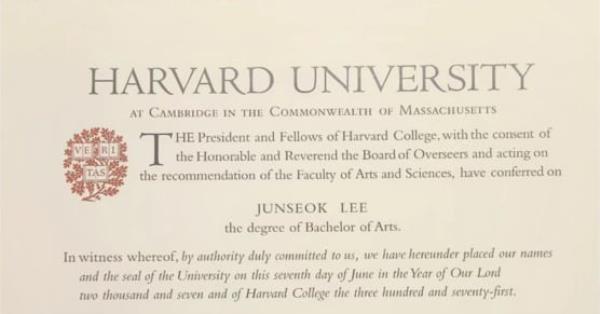 HARVARD UNIVERSITY
AT CAMBRIDGE IN THE COMMONWEALTH OF MASSACHUSETTS
VE RI
TAS
THE President and Fellows of Harvard College, with the consent of
the Honorable and Reverend the Board of Overseers and acting on
the recommendation of the Faculty of Arts and Sciences, have conferred on
JUNSEOK LEE
the degree of Bachelor of Arts.
In witness whereof, by authority duly committed to us, we have hereunder placed our names
and the seal of the University on this seventh day of June in the Year of Our Lord
two thousand and seven and of Harvard College the three hundred and seventy-first.